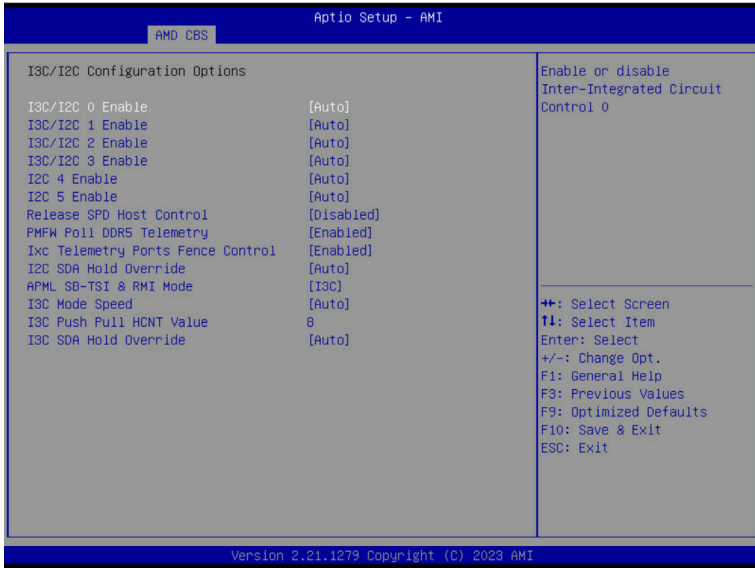 Aptio Setup – AMI
AMD CBS
I3C/I2C Configuration Options
I3C/I2C 0 Enable [Auto]
I3C/I2C 1 Enable [Auto]
I3C/I2C 2 Enable [Auto]
I3C/I2C 3 Enable [Auto]
I2C 4 Enable [Auto]
I2C 5 Enable [Auto]
Release SPD Host Control [Disabled]
PMFW Poll DDR5 Telemetry [Enabled]
Ixc Telemetry Ports Fence Control [Enabled]
I2C SDA Hold Override [Auto]
APML SB-TSI & RMI Mode [I3C]
I3C Mode Speed [Auto]
I3C Push Pull HCNT Value 8
I3C SDA Hold Override [Auto]
Enable or disable
Inter-Integrated Circuit
Control 0
→←: Select Screen
↑↓: Select Item
Enter: Select
+/-: Change Opt.
F1: General Help
F3: Previous Values
F9: Optimized Defaults
F10: Save & Exit
ESC: Exit
Version 2.21.1279 Copyright (C) 2023 AMI